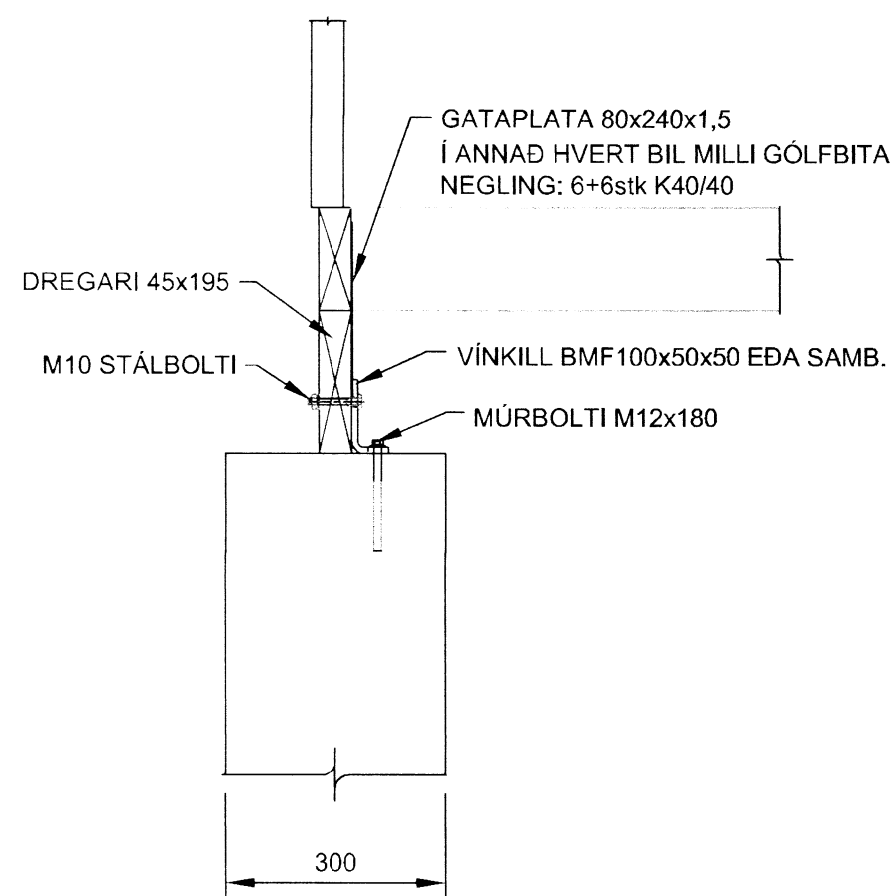 GATAPLATA 80x240x1,5
Í ANNAÐ HVERT BIL MILLI GÓLFBITA
NEGLING: 6+6stk K40/40
DREGARI 45x195
M10 STÁLBOLTI
VÍNKILL BMF100x50x50 EÐA SAMB.
MÚRBOLTI M12x180
300